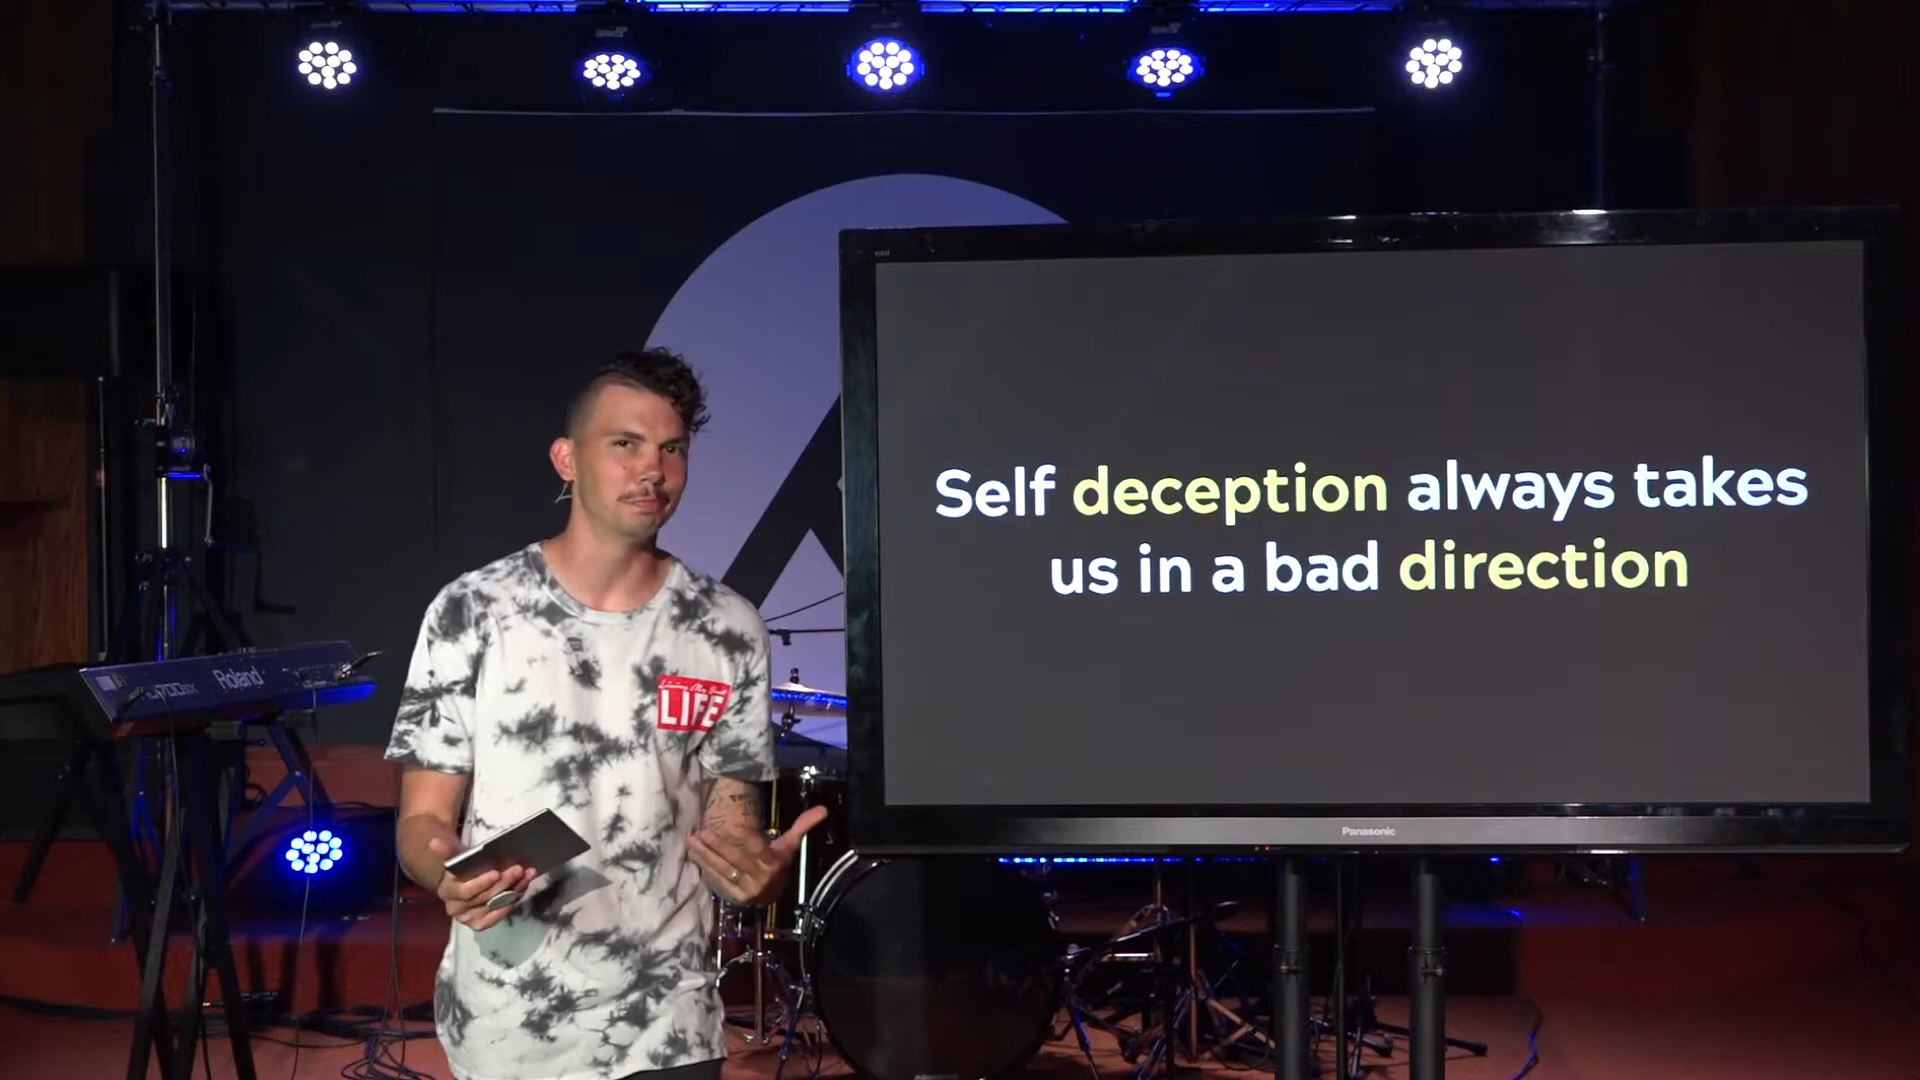 Self deception always takes
us in a bad direction
Roland
LIFE
Panasonic